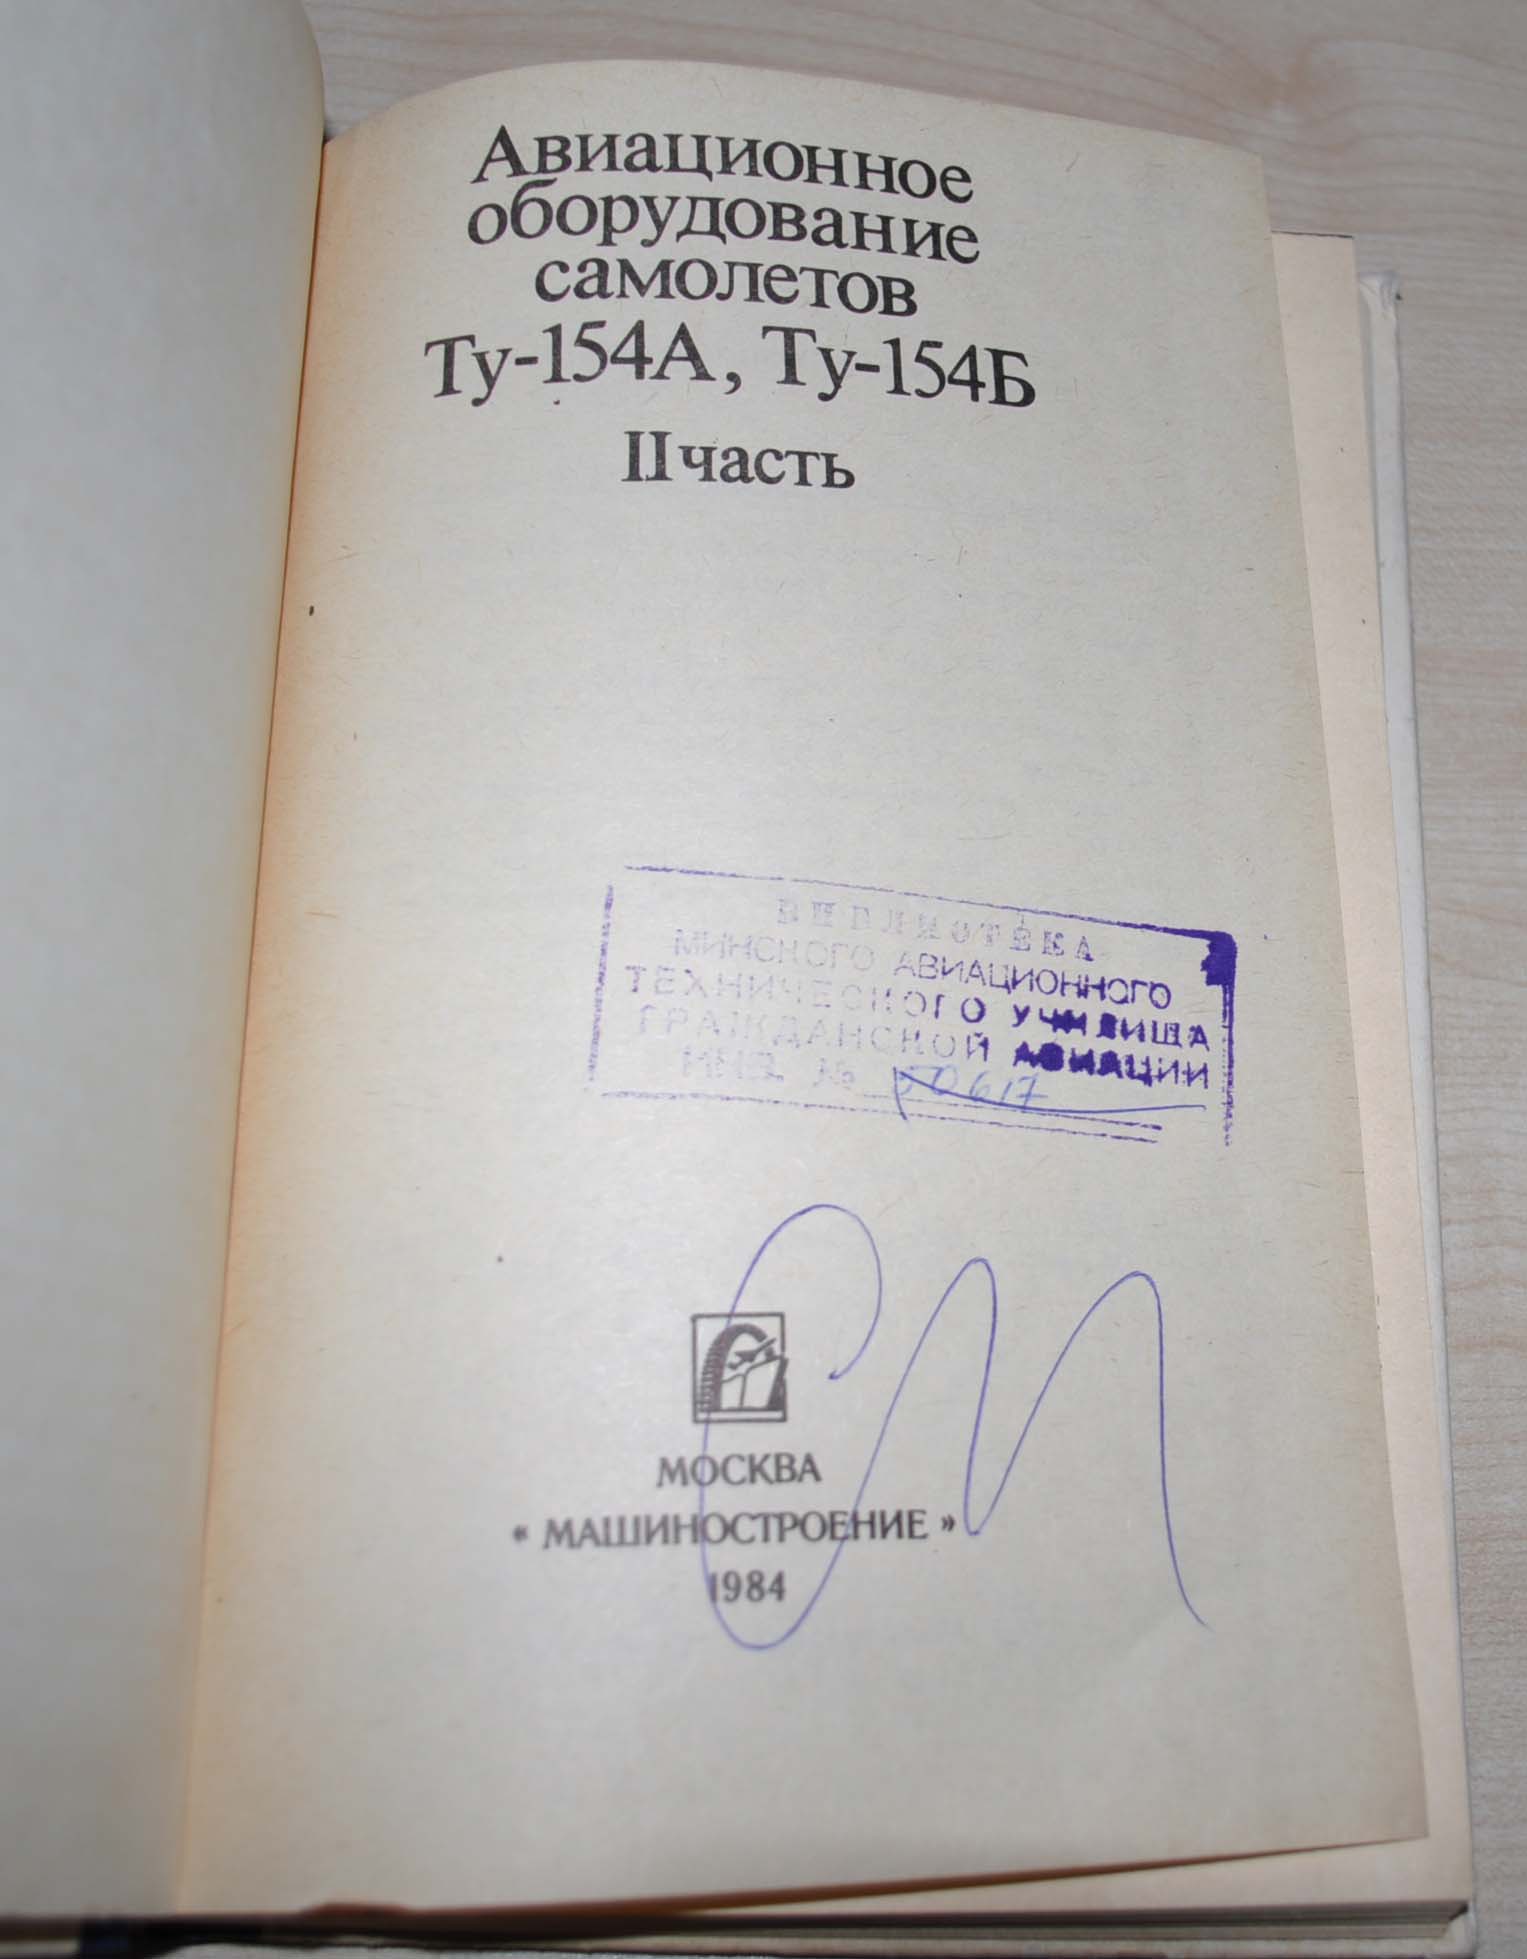 Авиационное
оборудование
самолетов
Ту-154А, Ту-154Б
II часть
БИБЛИОТЕКА
МИНСКОГО АВИАЦИОННОГО
ТЕХНИЧЕСКОГО УЧИЛИЩА
ГРАЖДАНСКОЙ АВИАЦИИ
ИНВ. № 50617
МОСКВА
« МАШИНОСТРОЕНИЕ »
1984